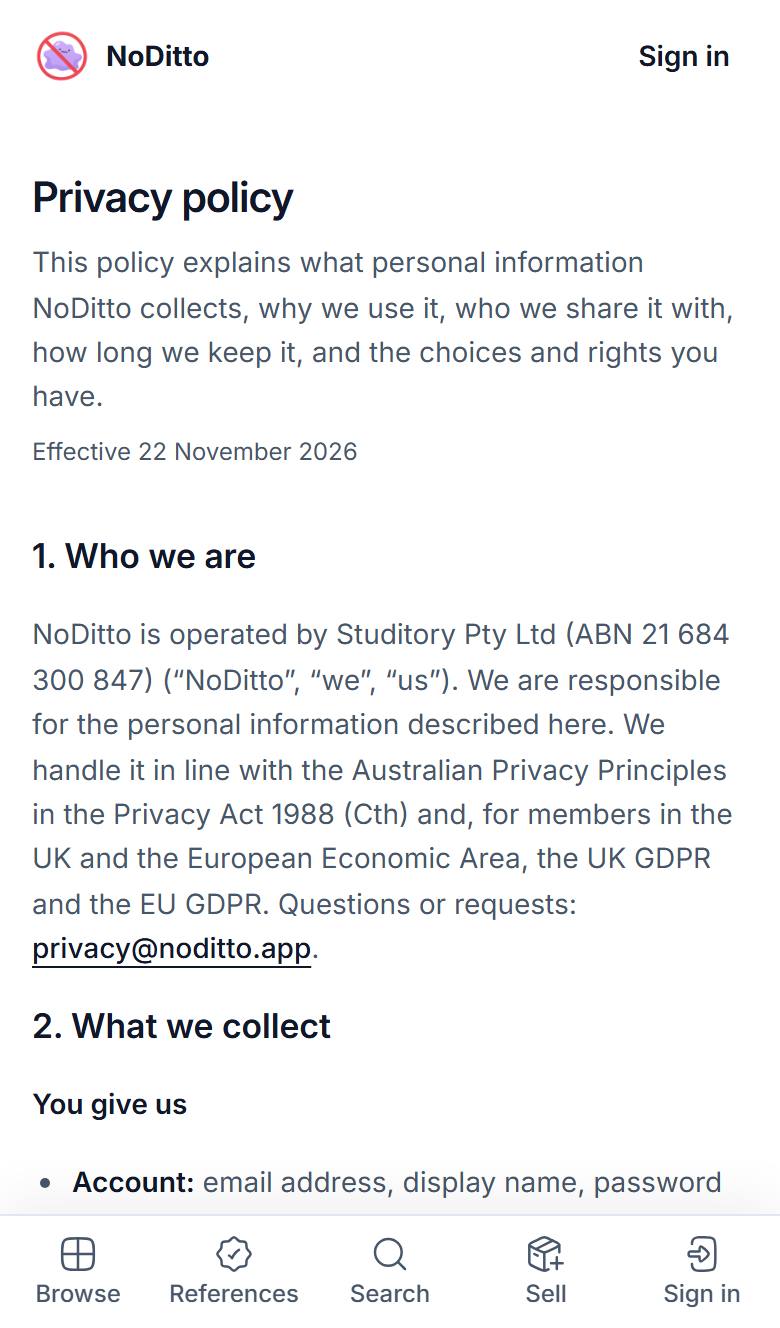 NoDitto
Sign in
Privacy policy
This policy explains what personal information
NoDitto collects, why we use it, who we share it with,
how long we keep it, and the choices and rights you
have.
Effective 22 November 2026
1. Who we are
NoDitto is operated by Studitory Pty Ltd (ABN 21 684
300 847) (“NoDitto”, “we”, “us”). We are responsible
for the personal information described here. We
handle it in line with the Australian Privacy Principles
in the Privacy Act 1988 (Cth) and, for members in the
UK and the European Economic Area, the UK GDPR
and the EU GDPR. Questions or requests:
privacy@noditto.app.
2. What we collect
You give us
• Account: email address, display name, password
Browse
References
Search
Sell
Sign in